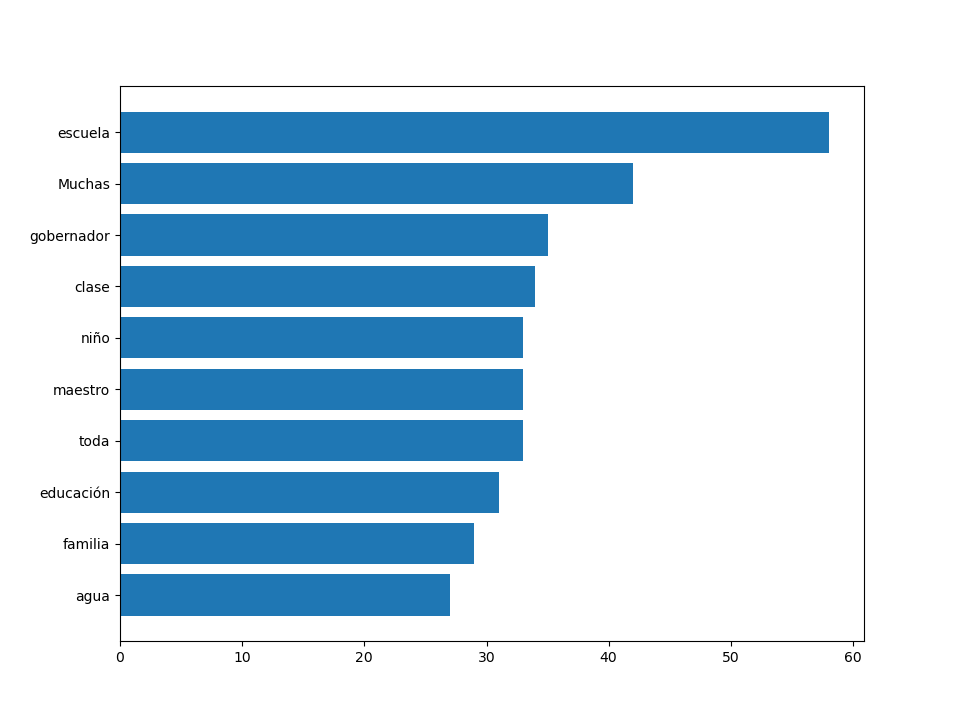 escuela
Muchas
gobernador
clase
niño
maestro
toda
educación
familia
agua
0 10 20 30 40 50 60